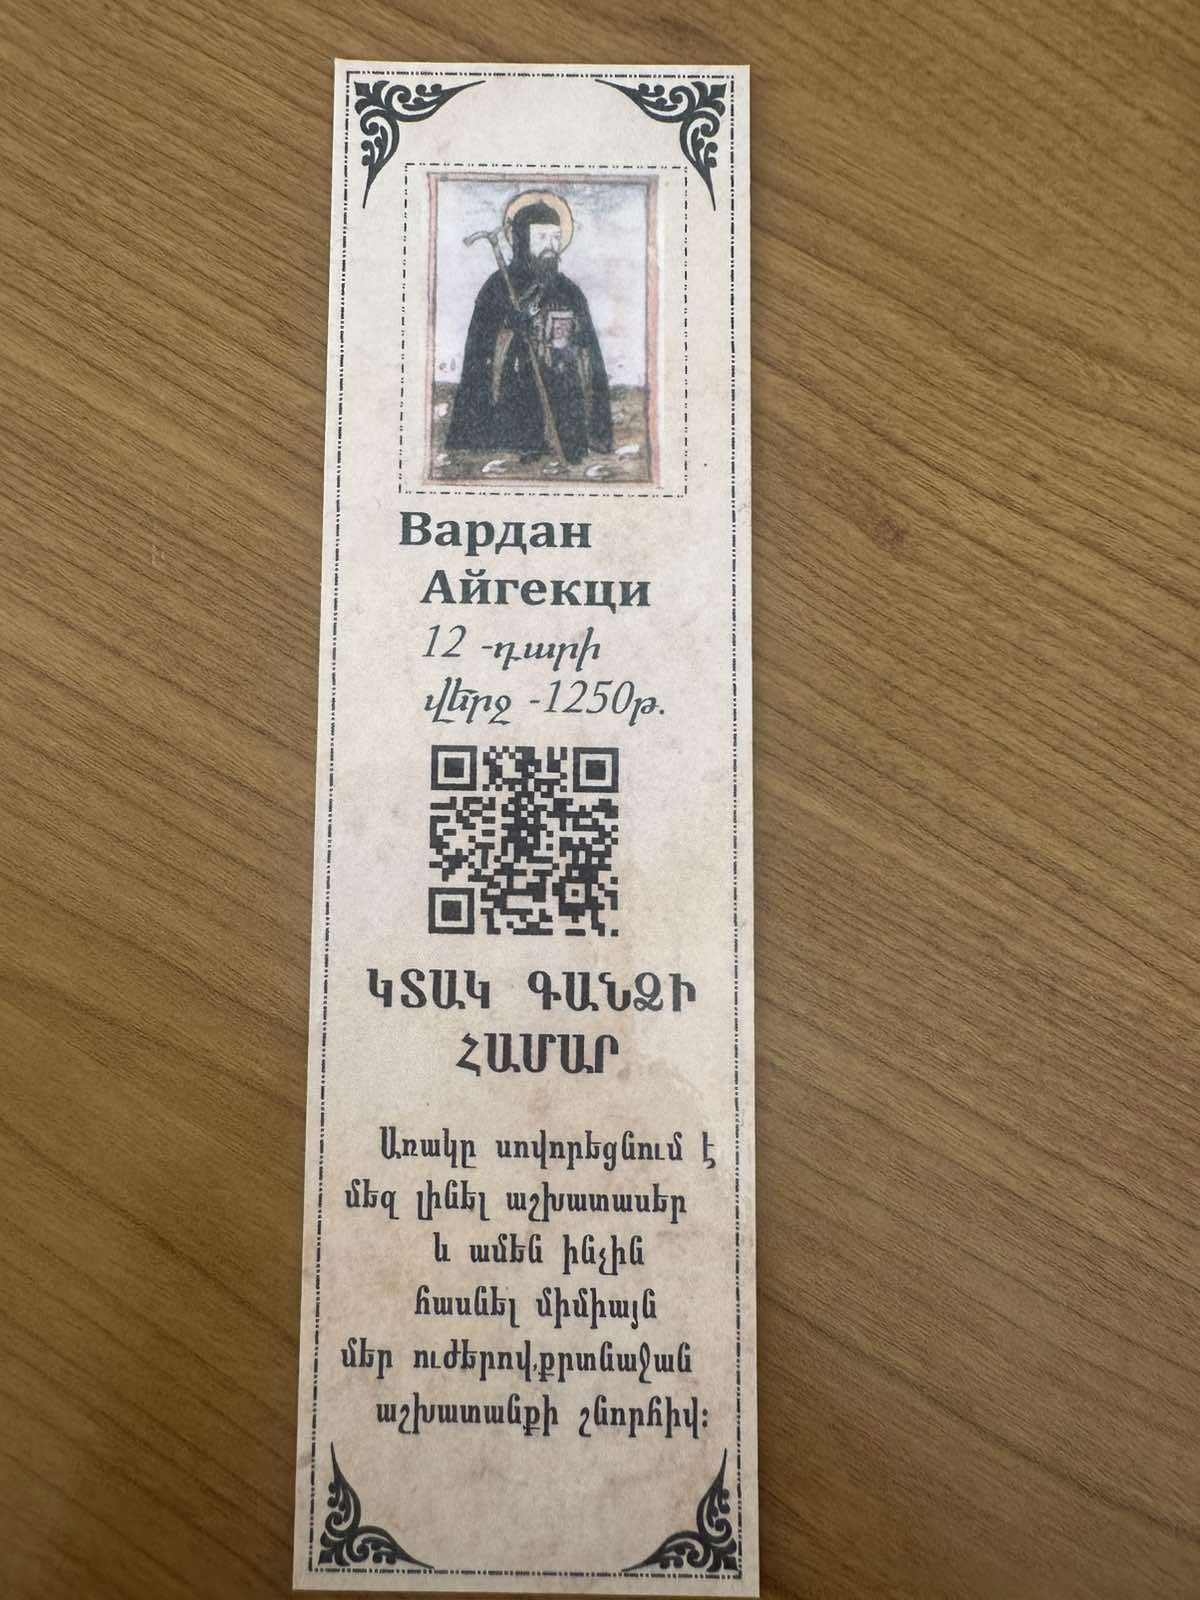 Вардан
Айгекци
12 -դարի
վերջ -1250թ.
ԿՏԱԿ ԳԱՆՁԻ
ՀԱՄԱՐ
Առակը սովորեցնում է
մեզ լինել աշխատասեր
և ամեն ինչին
հասնել միմիայն
մեր ուժերով,քրտնաջան
աշխատանքի շնորհիվ: